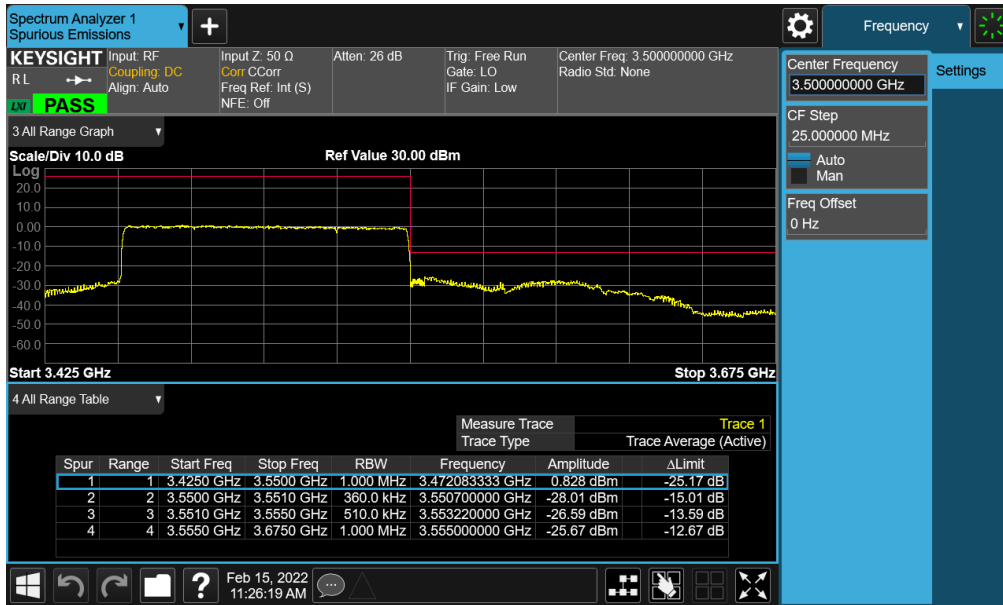 Spectrum Analyzer 1
Spurious Emissions
Frequency
KEYSIGHT
R L
LXI
PASS
Input: RF
Coupling: DC
Align: Auto
Input Z: 50 Ω
Corr CCorr
Freq Ref: Int (S)
NFE: Off
Atten: 26 dB
Trig: Free Run
Gate: LO
IF Gain: Low
Center Freq: 3.500000000 GHz
Radio Std: None
Center Frequency
3.500000000 GHz
Settings
CF Step
25.000000 MHz
Auto
Man
Freq Offset
0 Hz
3 All Range Graph
Scale/Div 10.0 dB
Ref Value 30.00 dBm
Log
20.0
10.0
0.00
-10.0
-20.0
-30.0
-40.0
-50.0
-60.0
Start 3.425 GHz
Stop 3.675 GHz
4 All Range Table
Measure Trace Trace 1
Trace Type Trace Average (Active)
Spur Range Start Freq Stop Freq RBW Frequency Amplitude ΔLimit
1 1 3.4250 GHz 3.5500 GHz 1.000 MHz 3.472083333 GHz 0.828 dBm -25.17 dB
2 2 3.5500 GHz 3.5510 GHz 360.0 kHz 3.550700000 GHz -28.01 dBm -15.01 dB
3 3 3.5510 GHz 3.5550 GHz 510.0 kHz 3.553220000 GHz -26.59 dBm -13.59 dB
4 4 3.5550 GHz 3.6750 GHz 1.000 MHz 3.555000000 GHz -25.67 dBm -12.67 dB
?
Feb 15, 2022
11:26:19 AM